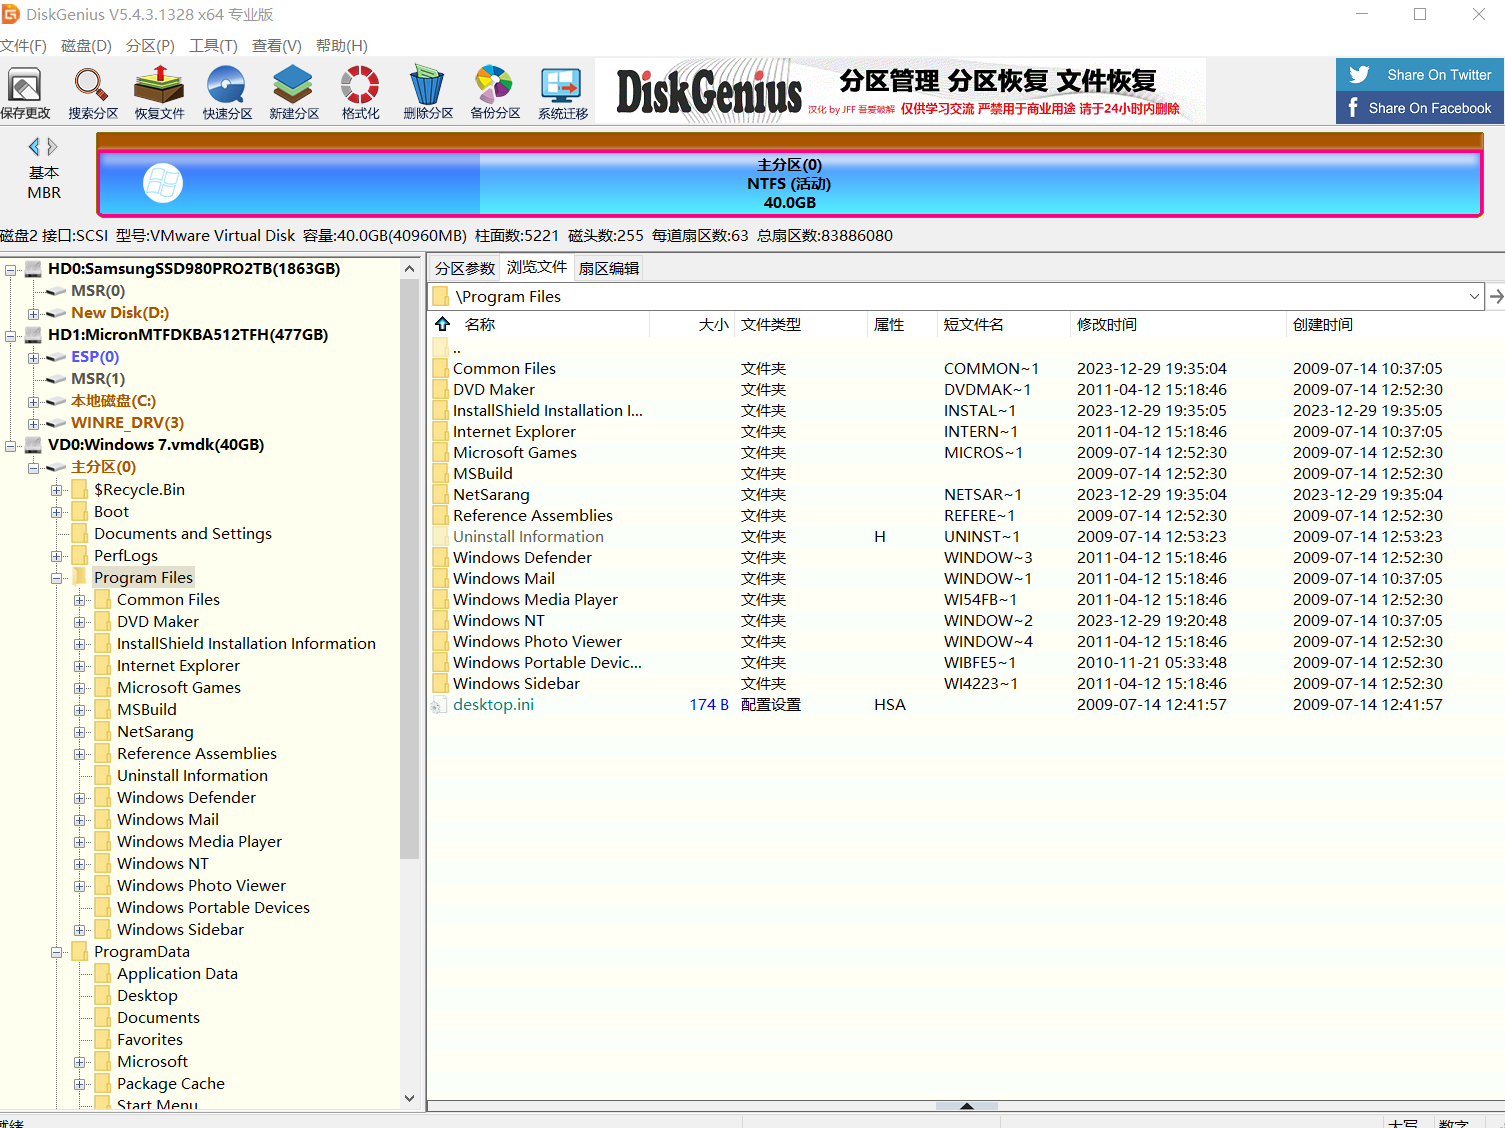 DiskGenius V5.4.3.1328 x64 专业版
文件(F) 磁盘(D) 分区(P) 工具(T) 查看(V) 帮助(H)
保存更改 搜索分区 恢复文件 快速分区 新建分区 格式化 删除分区 备份分区 系统迁移
DiskGenius 分区管理 分区恢复 文件恢复
汉化 by JFF 吾爱破解 仅供学习交流 严禁用于商业用途 请于24小时内删除
Share On Twitter
Share On Facebook
基本
MBR
主分区(0)
NTFS (活动)
40.0GB
磁盘2 接口:SCSI 型号:VMware Virtual Disk 容量:40.0GB(40960MB) 柱面数:5221 磁头数:255 每道扇区数:63 总扇区数:83886080
HD0:SamsungSSD980PRO2TB(1863GB)
MSR(0)
New Disk(D:)
HD1:MicronMTFDKBA512TFH(477GB)
ESP(0)
MSR(1)
本地磁盘(C:)
WINRE_DRV(3)
VD0:Windows 7.vmdk(40GB)
主分区(0)
$Recycle.Bin
Boot
Documents and Settings
PerfLogs
Program Files
Common Files
DVD Maker
InstallShield Installation Information
Internet Explorer
Microsoft Games
MSBuild
NetSarang
Reference Assemblies
Uninstall Information
Windows Defender
Windows Mail
Windows Media Player
Windows NT
Windows Photo Viewer
Windows Portable Devices
Windows Sidebar
ProgramData
Application Data
Desktop
Documents
Favorites
Microsoft
Package Cache
Start Menu
分区参数 浏览文件 扇区编辑
\Program Files
名称 大小 文件类型 属性 短文件名 修改时间 创建时间
..
Common Files 文件夹 COMMON~1 2023-12-29 19:35:04 2009-07-14 10:37:05
DVD Maker 文件夹 DVDMAK~1 2011-04-12 15:18:46 2009-07-14 12:52:30
InstallShield Installation I... 文件夹 INSTAL~1 2023-12-29 19:35:05 2023-12-29 19:35:05
Internet Explorer 文件夹 INTERN~1 2011-04-12 15:18:46 2009-07-14 10:37:05
Microsoft Games 文件夹 MICROS~1 2009-07-14 12:52:30 2009-07-14 12:52:30
MSBuild 文件夹 2009-07-14 12:52:30 2009-07-14 12:52:30
NetSarang 文件夹 NETSAR~1 2023-12-29 19:35:04 2023-12-29 19:35:04
Reference Assemblies 文件夹 REFERE~1 2009-07-14 12:52:30 2009-07-14 12:52:30
Uninstall Information 文件夹 H UNINST~1 2009-07-14 12:53:23 2009-07-14 12:53:23
Windows Defender 文件夹 WINDOW~3 2011-04-12 15:18:46 2009-07-14 12:52:30
Windows Mail 文件夹 WINDOW~1 2011-04-12 15:18:46 2009-07-14 10:37:05
Windows Media Player 文件夹 WI54FB~1 2011-04-12 15:18:46 2009-07-14 12:52:30
Windows NT 文件夹 WINDOW~2 2023-12-29 19:20:48 2009-07-14 10:37:05
Windows Photo Viewer 文件夹 WINDOW~4 2011-04-12 15:18:46 2009-07-14 12:52:30
Windows Portable Devic... 文件夹 WIBFE5~1 2010-11-21 05:33:48 2009-07-14 12:52:30
Windows Sidebar 文件夹 WI4223~1 2011-04-12 15:18:46 2009-07-14 12:52:30
desktop.ini 174 B 配置设置 HSA 2009-07-14 12:41:57 2009-07-14 12:41:57
就绪 大写 数字